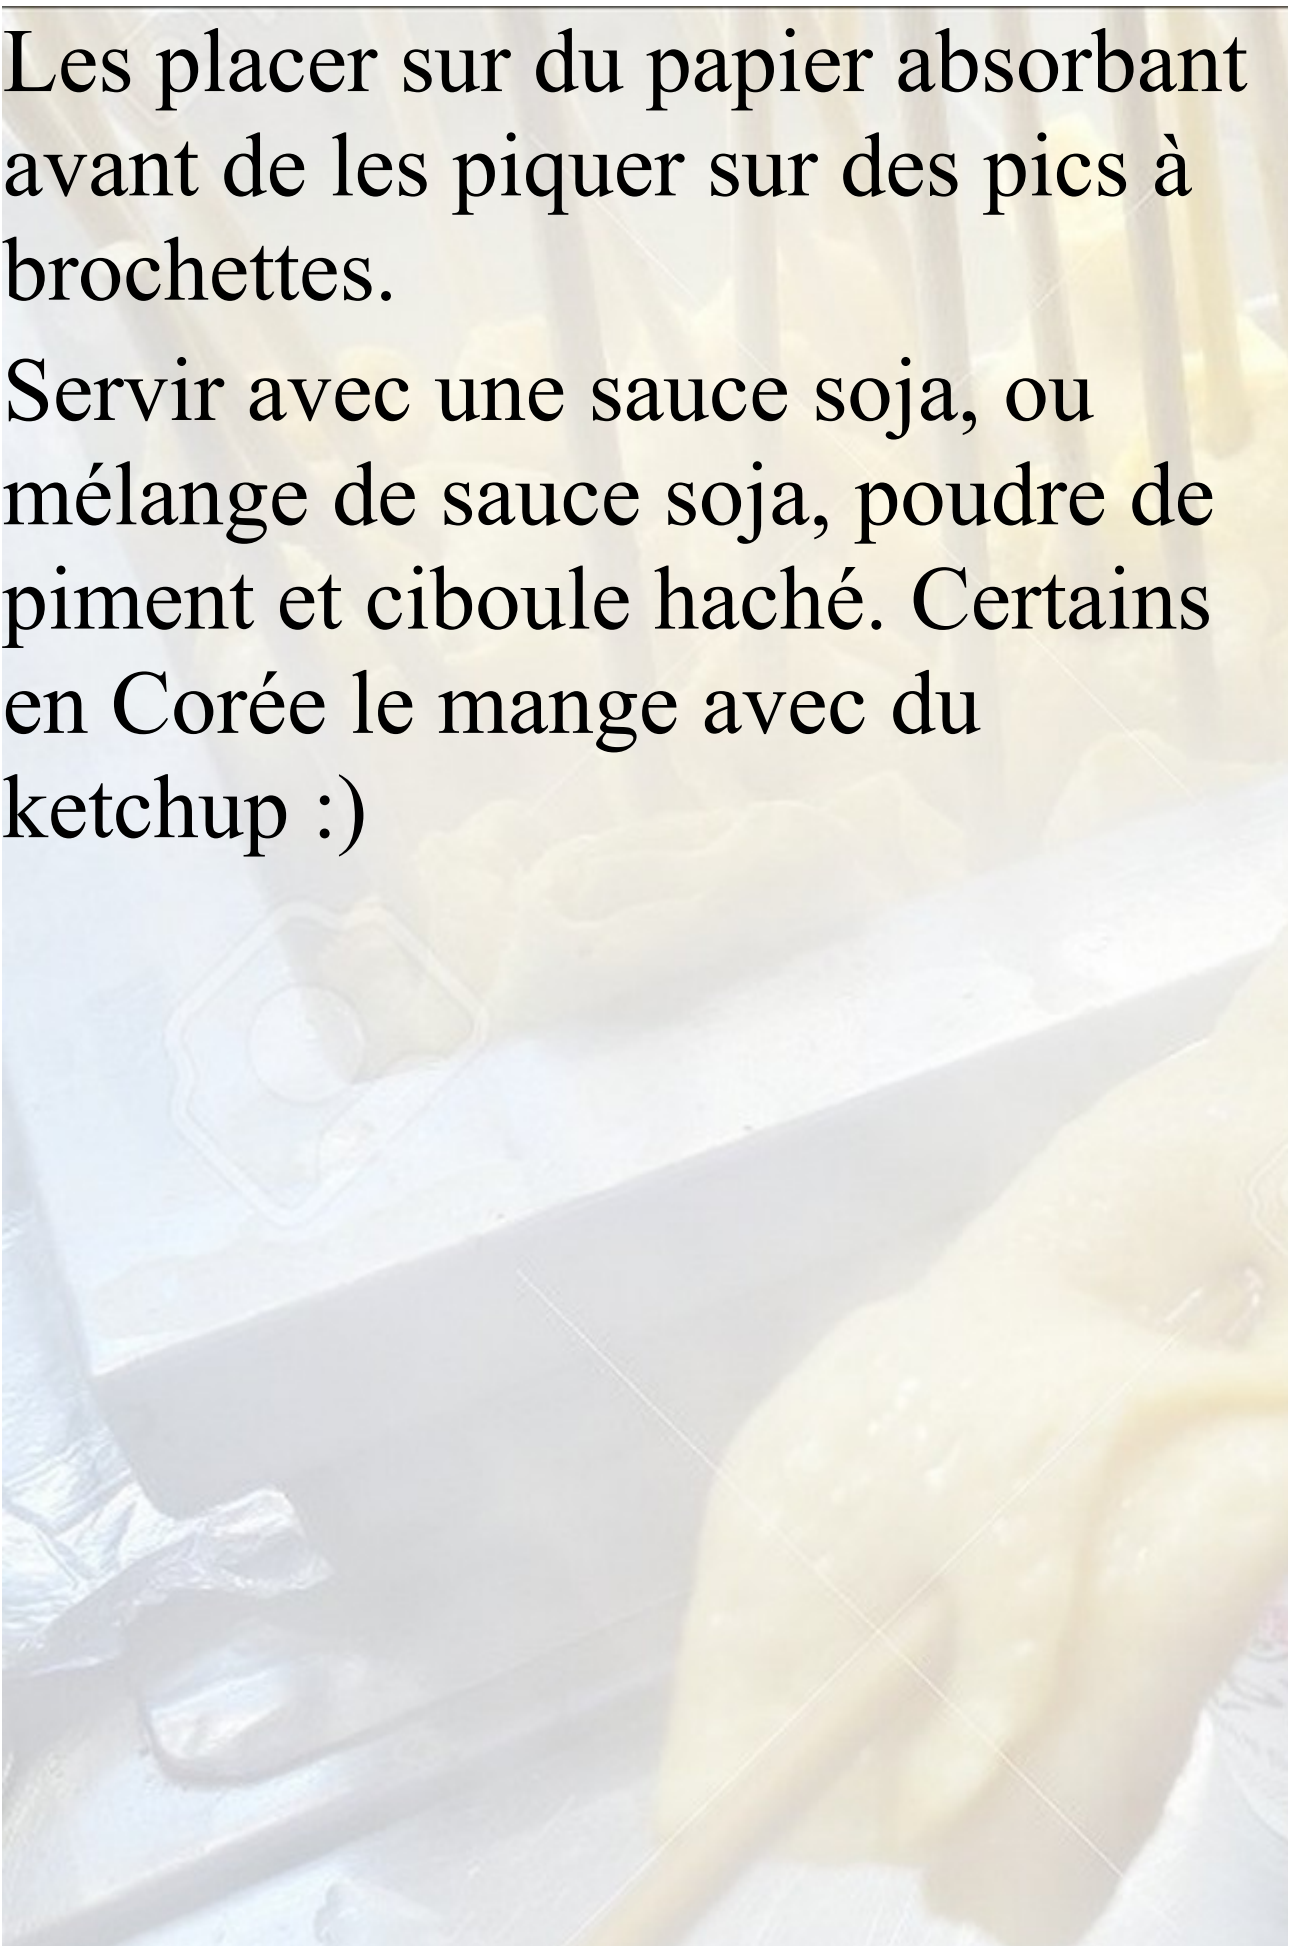 Les placer sur du papier absorbant
avant de les piquer sur des pics à
brochettes.
Servir avec une sauce soja, ou
mélange de sauce soja, poudre de
piment et ciboule haché. Certains
en Corée le mange avec du
ketchup :)